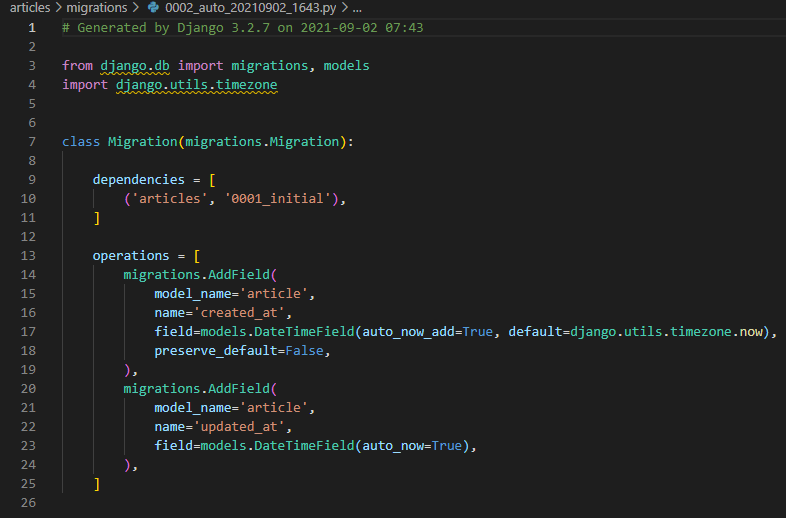 articles > migrations > 0002_auto_20210902_1643.py > ...
1 # Generated by Django 3.2.7 on 2021-09-02 07:43
2
3 from django.db import migrations, models
4 import django.utils.timezone
5
6
7 class Migration(migrations.Migration):
8
9     dependencies = [
10         ('articles', '0001_initial'),
11     ]
12
13     operations = [
14         migrations.AddField(
15             model_name='article',
16             name='created_at',
17             field=models.DateTimeField(auto_now_add=True, default=django.utils.timezone.now),
18             preserve_default=False,
19         ),
20         migrations.AddField(
21             model_name='article',
22             name='updated_at',
23             field=models.DateTimeField(auto_now=True),
24         ),
25     ]
26